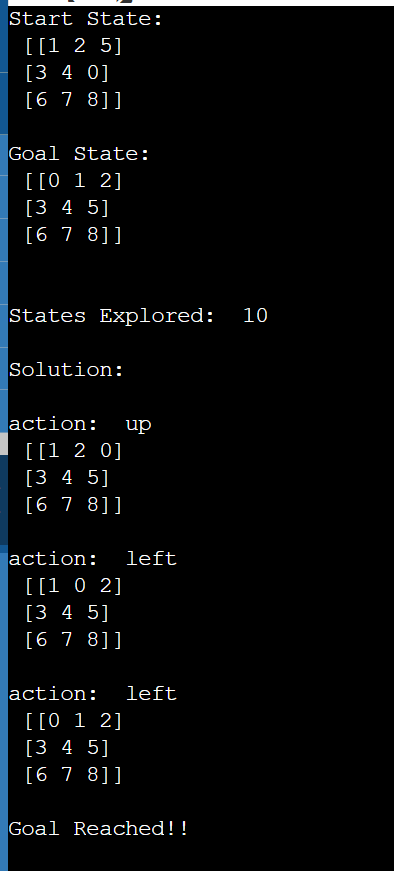 Start State:
[[1 2 5]
[3 4 0]
[6 7 8]]
Goal State:
[[0 1 2]
[3 4 5]
[6 7 8]]
States Explored:  10
Solution:
action:  up
[[1 2 0]
[3 4 5]
[6 7 8]]
action:  left
[[1 0 2]
[3 4 5]
[6 7 8]]
action:  left
[[0 1 2]
[3 4 5]
[6 7 8]]
Goal Reached!!